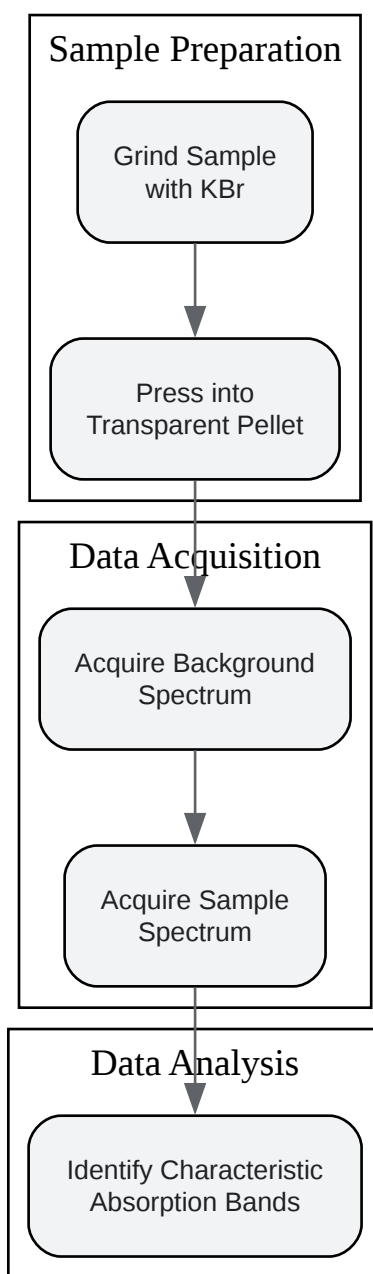 Sample Preparation
Grind Sample
with KBr
Press into
Transparent Pellet
Data Acquisition
Acquire Background
Spectrum
Acquire Sample
Spectrum
Data Analysis
Identify Characteristic
Absorption Bands